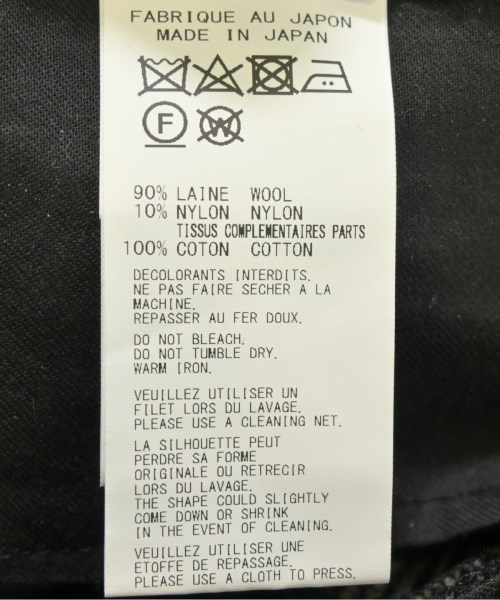 FABRIQUE AU JAPON
MADE IN JAPAN
F W
90% LAINE WOOL
10% NYLON NYLON
TISSUS COMPLEMENTAIRES PARTS
100% COTON COTTON
DECOLORANTS INTERDITS.
NE PAS FAIRE SECHER A LA
MACHINE.
REPASSER AU FER DOUX.
DO NOT BLEACH.
DO NOT TUMBLE DRY.
WARM IRON.
VEUILLEZ UTILISER UN
FILET LORS DU LAVAGE.
PLEASE USE A CLEANING NET.
LA SILHOUETTE PEUT
PERDRE SA FORME
ORIGINALE OU RETRECIR
LORS DU LAVAGE.
THE SHAPE COULD SLIGHTLY
COME DOWN OR SHRINK
IN THE EVENT OF CLEANING.
VEUILLEZ UTILISER UNE
ETOFFE DE REPASSAGE.
PLEASE USE A CLOTH TO PRESS.